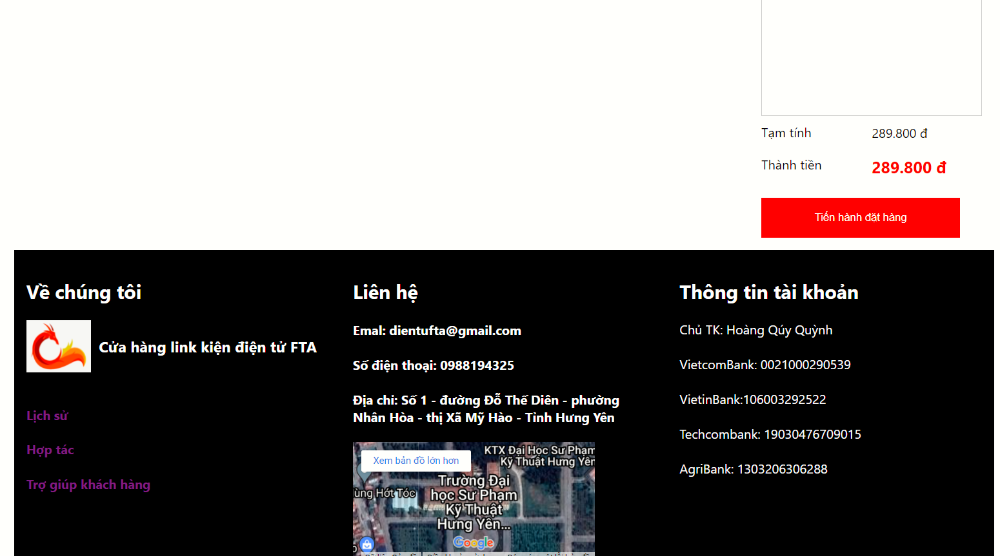 Tạm tính 289.800 đ
Thành tiền 289.800 đ
Tiến hành đặt hàng
Về chúng tôi
Cửa hàng link kiện điện tử FTA
Lịch sử
Hợp tác
Trợ giúp khách hàng
Liên hệ
Emal: dientufta@gmail.com
Số điện thoại: 0988194325
Địa chỉ: Số 1 - đường Đỗ Thế Diên - phường
Nhân Hòa - thị Xã Mỹ Hào - Tỉnh Hưng Yên
Xem bản đồ lớn hơn
KTX Đại Học Sư Phạm
Kỹ Thuật Hưng Yên
ùng Hớt Tóc
Trường Đại
học Sư Phạm
Kỹ Thuật
Hưng Yên...
Google
Thông tin tài khoản
Chủ TK: Hoàng Qúy Quỳnh
VietcomBank: 0021000290539
VietinBank:106003292522
Techcombank: 19030476709015
AgriBank: 1303206306288